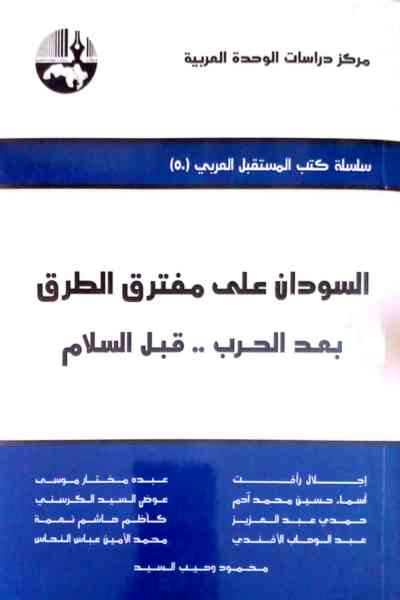 مركز دراسات الوحدة العربية
سلسلة كتب المستقبل العربي (٥٠)
السودان على مفترق الطرق
بعد الحرب .. قبل السلام
إجلال رأفت
عبده مختار موسى
أسماء حسين محمد آدم
عوض السيد الكرسني
حمدي عبد العزيز
كاظم هاشم نعمة
عبد الوهاب الأفندي
محمد الأمين عباس النحاس
محمود وهيب السيد